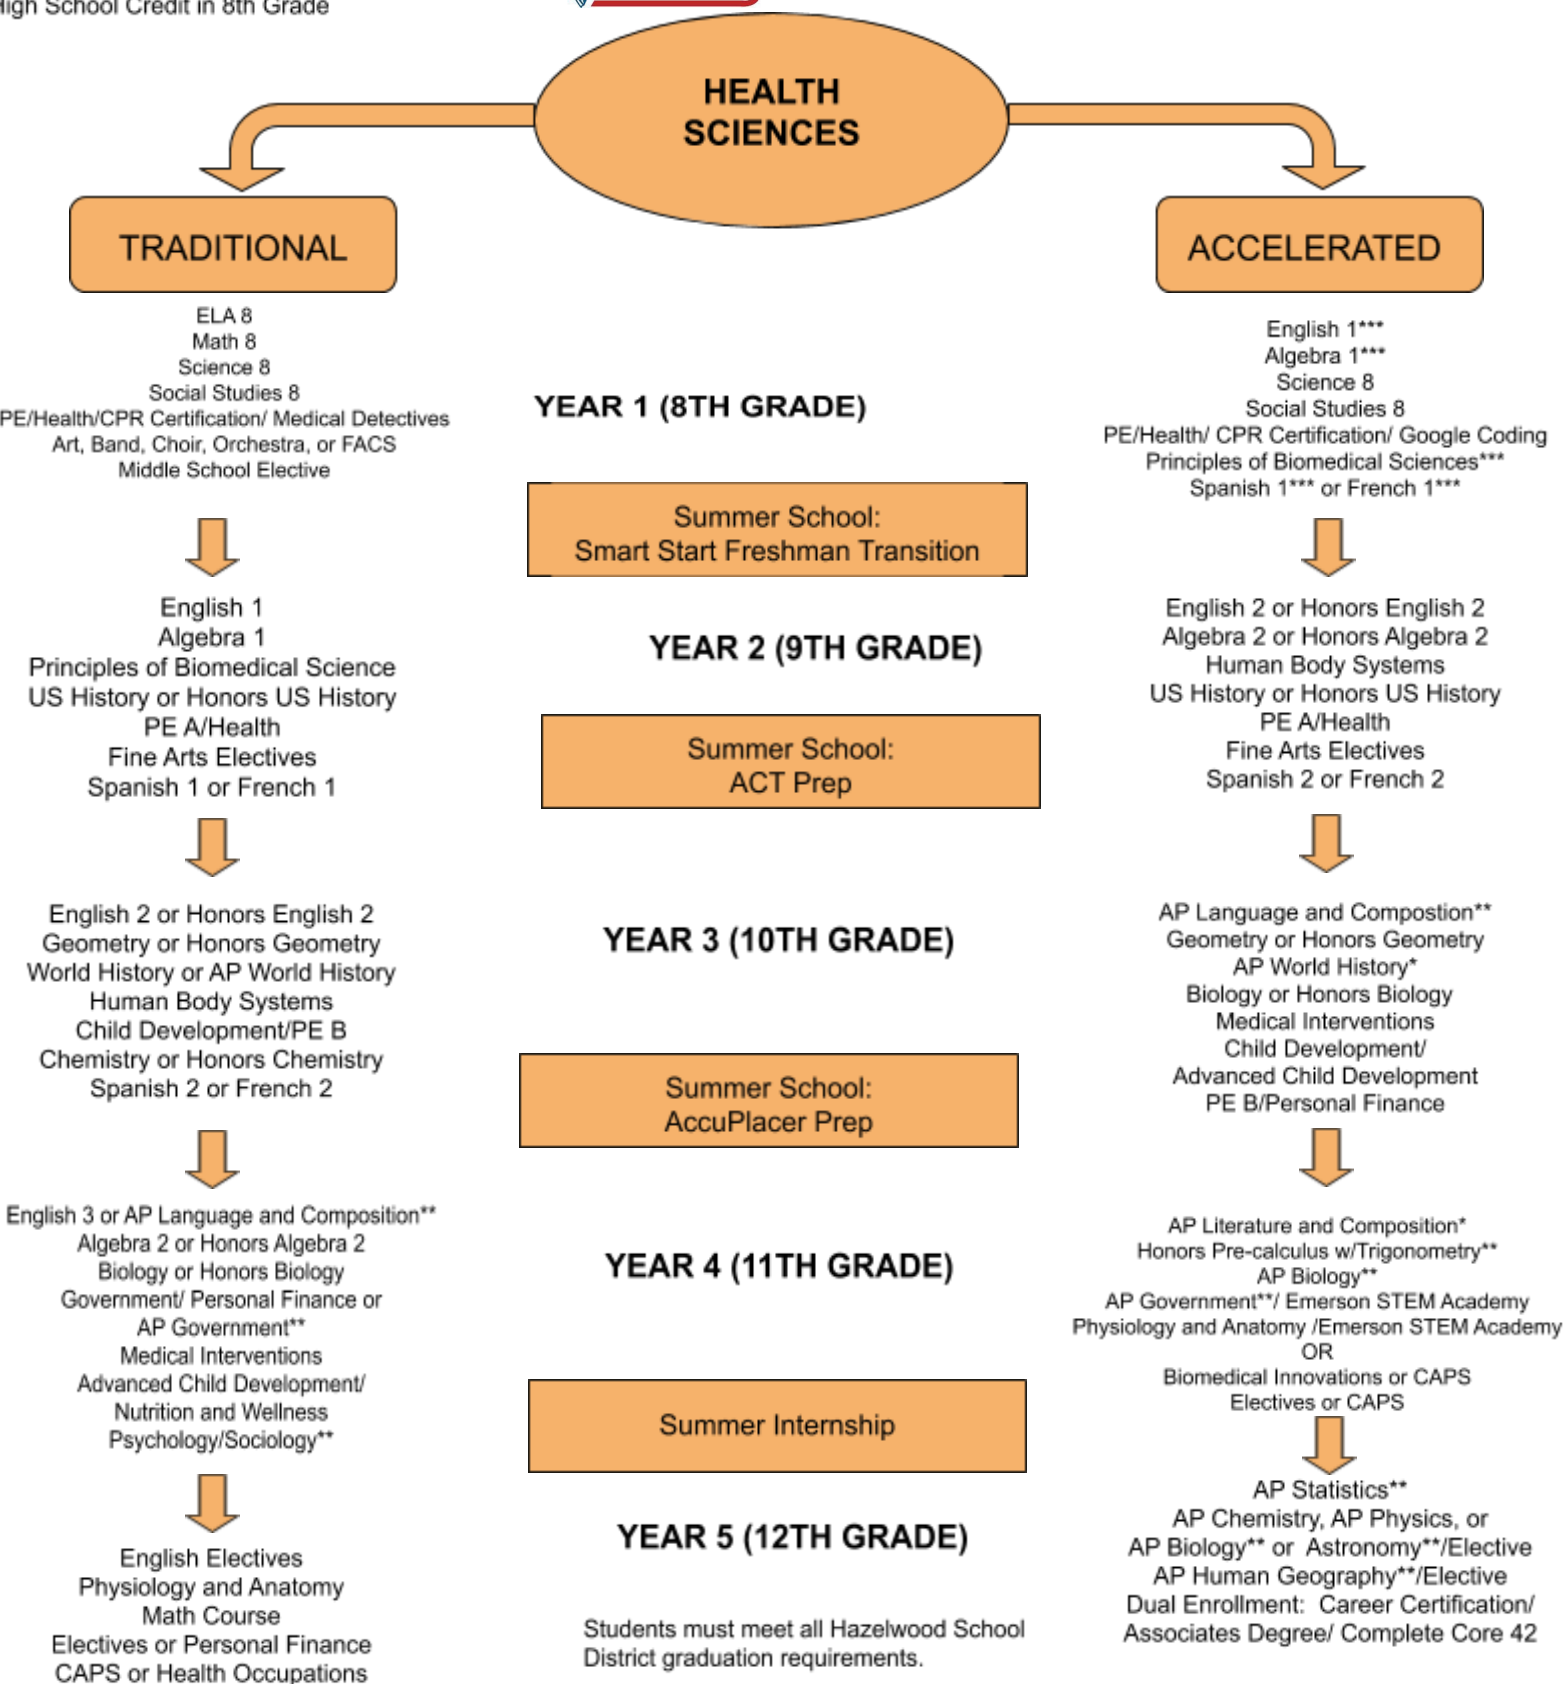 High School Credit in 8th Grade
HEALTH
SCIENCES
TRADITIONAL
ACCELERATED
ELA 8
Math 8
Science 8
Social Studies 8
PE/Health/CPR Certification/ Medical Detectives
Art, Band, Choir, Orchestra, or FACS
Middle School Elective
YEAR 1 (8TH GRADE)
English 1***
Algebra 1***
Science 8
Social Studies 8
PE/Health/ CPR Certification/ Google Coding
Principles of Biomedical Sciences***
Spanish 1*** or French 1***
Summer School:
Smart Start Freshman Transition
English 1
Algebra 1
Principles of Biomedical Science
US History or Honors US History
PE A/Health
Fine Arts Electives
Spanish 1 or French 1
YEAR 2 (9TH GRADE)
English 2 or Honors English 2
Algebra 2 or Honors Algebra 2
Human Body Systems
US History or Honors US History
PE A/Health
Fine Arts Electives
Spanish 2 or French 2
Summer School:
ACT Prep
English 2 or Honors English 2
Geometry or Honors Geometry
World History or AP World History
Human Body Systems
Child Development/PE B
Chemistry or Honors Chemistry
Spanish 2 or French 2
YEAR 3 (10TH GRADE)
AP Language and Compostion**
Geometry or Honors Geometry
AP World History*
Biology or Honors Biology
Medical Interventions
Child Development/
Advanced Child Development
PE B/Personal Finance
Summer School:
AccuPlacer Prep
English 3 or AP Language and Composition**
Algebra 2 or Honors Algebra 2
Biology or Honors Biology
Government/ Personal Finance or
AP Government**
Medical Interventions
Advanced Child Development/
Nutrition and Wellness
Psychology/Sociology**
YEAR 4 (11TH GRADE)
AP Literature and Composition*
Honors Pre-calculus w/Trigonometry**
AP Biology**
AP Government**/ Emerson STEM Academy
Physiology and Anatomy /Emerson STEM Academy
OR
Biomedical Innovations or CAPS
Electives or CAPS
Summer Internship
English Electives
Physiology and Anatomy
Math Course
Electives or Personal Finance
CAPS or Health Occupations
YEAR 5 (12TH GRADE)
Students must meet all Hazelwood School
District graduation requirements.
AP Statistics**
AP Chemistry, AP Physics, or
AP Biology** or Astronomy**/Elective
AP Human Geography**/Elective
Dual Enrollment: Career Certification/
Associates Degree/ Complete Core 42